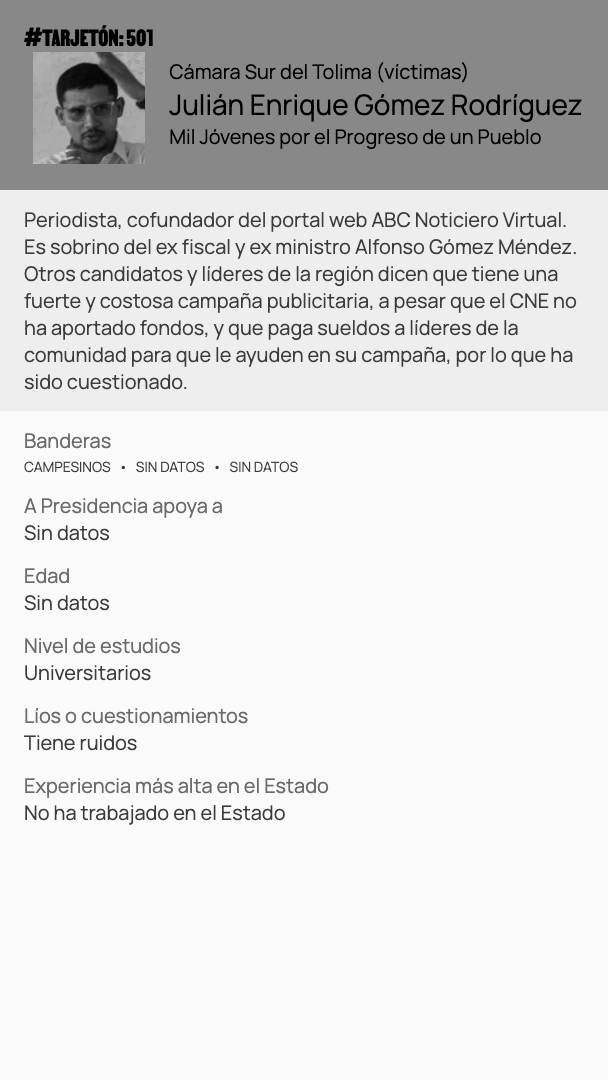 #TARJETÓN: 501
Cámara Sur del Tolima (víctimas)
Julián Enrique Gómez Rodríguez
Mil Jóvenes por el Progreso de un Pueblo
Periodista, cofundador del portal web ABC Noticiero Virtual.
Es sobrino del ex fiscal y ex ministro Alfonso Gómez Méndez.
Otros candidatos y líderes de la región dicen que tiene una
fuerte y costosa campaña publicitaria, a pesar que el CNE no
ha aportado fondos, y que paga sueldos a líderes de la
comunidad para que le ayuden en su campaña, por lo que ha
sido cuestionado.
Banderas
CAMPESINOS • SIN DATOS • SIN DATOS
A Presidencia apoya a
Sin datos
Edad
Sin datos
Nivel de estudios
Universitarios
Líos o cuestionamientos
Tiene ruidos
Experiencia más alta en el Estado
No ha trabajado en el Estado